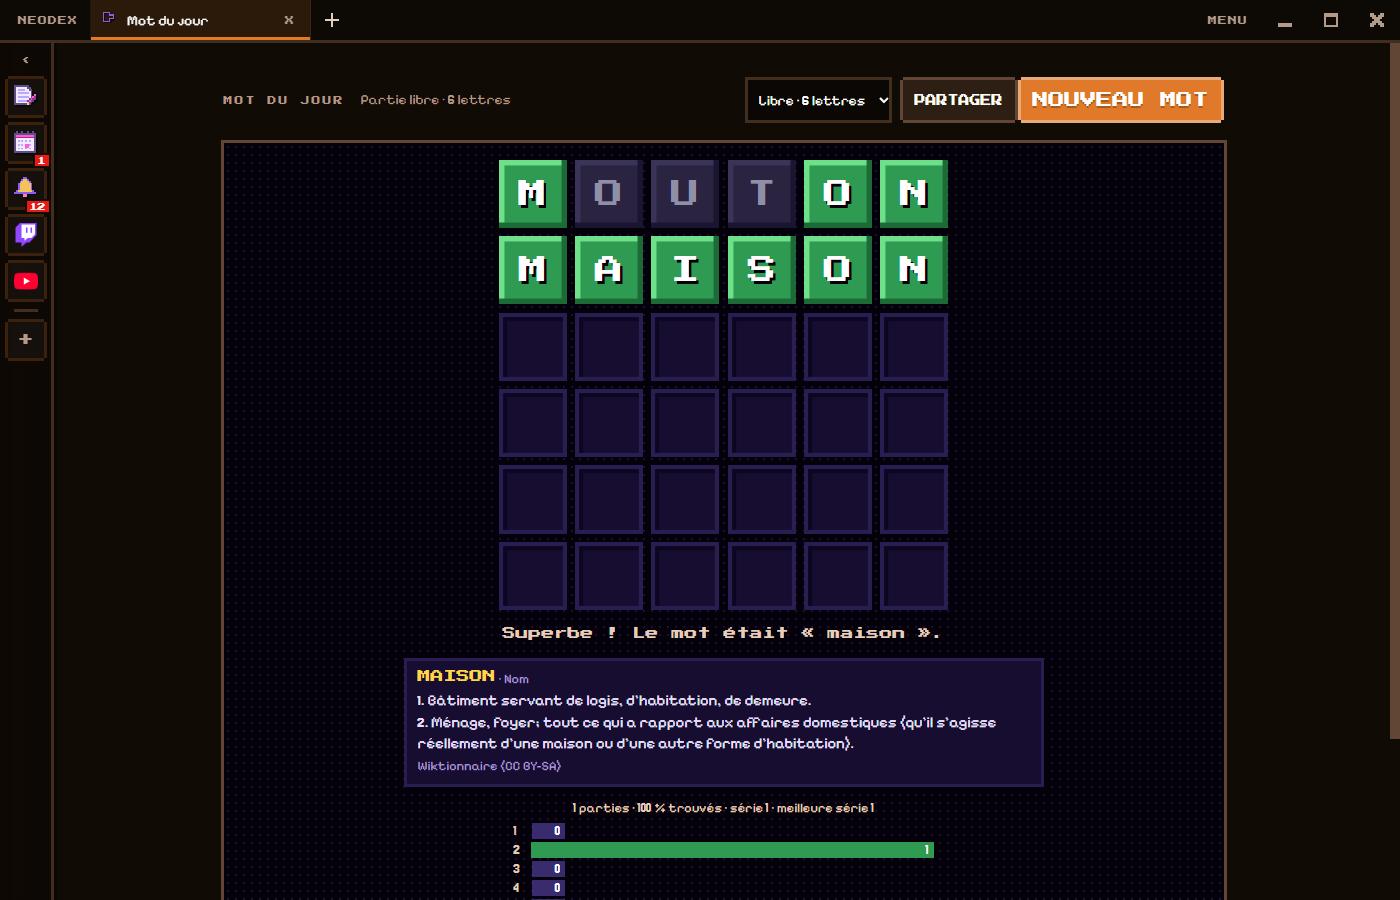 NEODEX
Mot du jour
MENU
1
12
MOT DU JOUR Partie libre · 6 lettres
Libre · 6 lettres
PARTAGER
NOUVEAU MOT
M O U T O N
M A I S O N
Superbe ! Le mot était « maison ».
MAISON · Nom
1. Bâtiment servant de logis, d'habitation, de demeure.
2. Ménage, foyer; tout ce qui a rapport aux affaires domestiques (qu'il s'agisse
réellement d'une maison ou d'une autre forme d'habitation).
Wiktionnaire (CC BY-SA)
1 parties · 100 % trouvés · série 1 · meilleure série 1
1 0
2 1
3 0
4 0